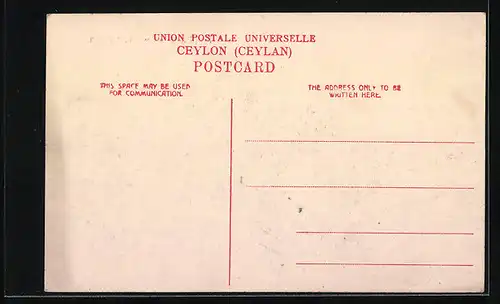 UNION POSTALE UNIVERSELLE
CEYLON (CEYLAN)
POSTCARD
THIS SPACE MAY BE USED
FOR COMMUNICATION.
THE ADDRESS ONLY TO BE
WRITTEN HERE.